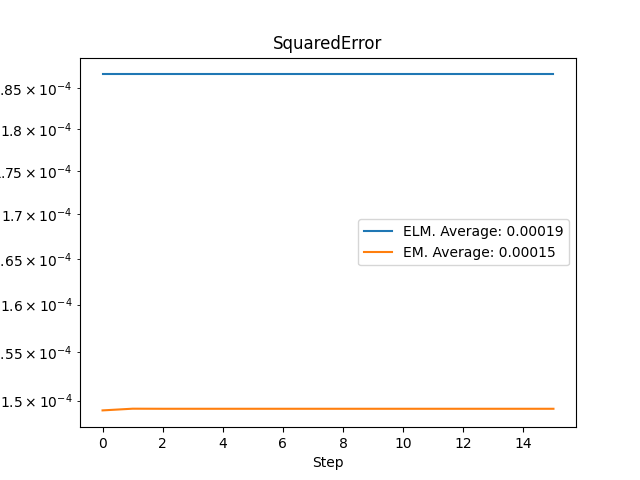 SquaredError
.85 × 10⁻⁴
1.8 × 10⁻⁴
.75 × 10⁻⁴
1.7 × 10⁻⁴
.65 × 10⁻⁴
1.6 × 10⁻⁴
.55 × 10⁻⁴
1.5 × 10⁻⁴
ELM. Average: 0.00019
EM. Average: 0.00015
0 2 4 6 8 10 12 14
Step